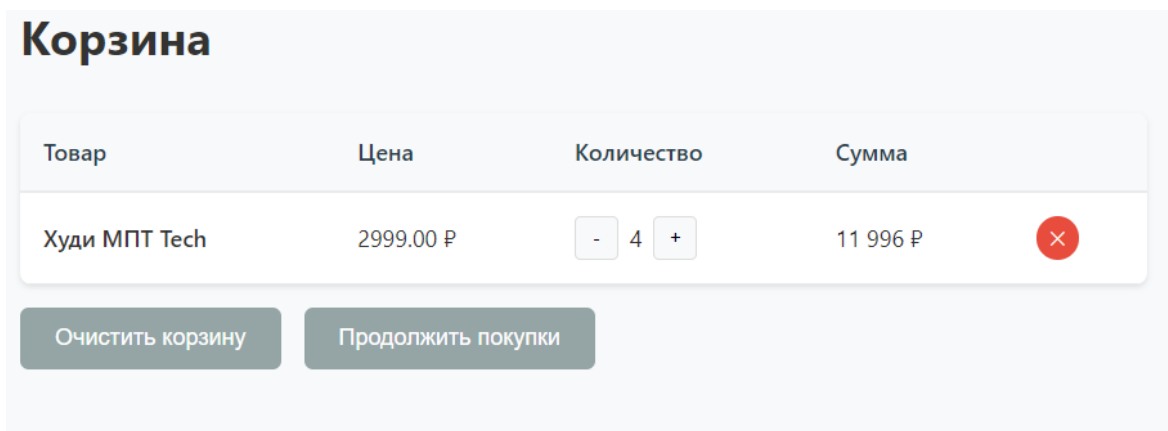 Корзина
Товар Цена Количество Сумма
Худи МПТ Tech 2999.00 ₽ - 4 + 11 996 ₽ ×
Очистить корзину Продолжить покупки